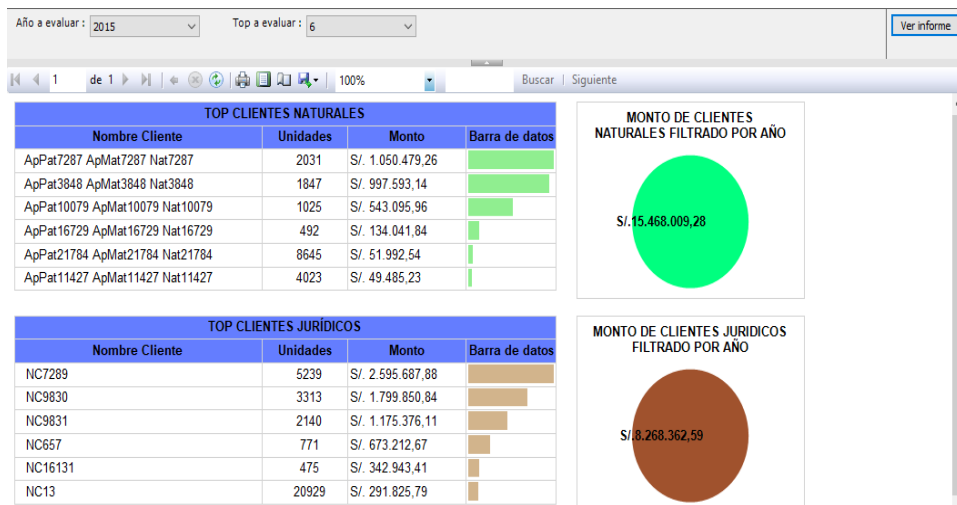 Año a evaluar : 2015 Top a evaluar : 6 Ver informe
1 de 1 100% Buscar | Siguiente
TOP CLIENTES NATURALES
Nombre Cliente Unidades Monto Barra de datos
ApPat7287 ApMat7287 Nat7287 2031 S/. 1.050.479,26
ApPat3848 ApMat3848 Nat3848 1847 S/. 997.593,14
ApPat10079 ApMat10079 Nat10079 1025 S/. 543.095,96
ApPat16729 ApMat16729 Nat16729 492 S/. 134.041,84
ApPat21784 ApMat21784 Nat21784 8645 S/. 51.992,54
ApPat11427 ApMat11427 Nat11427 4023 S/. 49.485,23
MONTO DE CLIENTES
NATURALES FILTRADO POR AÑO
S/.15.468.009,28
TOP CLIENTES JURÍDICOS
Nombre Cliente Unidades Monto Barra de datos
NC7289 5239 S/. 2.595.687,88
NC9830 3313 S/. 1.799.850,84
NC9831 2140 S/. 1.175.376,11
NC657 771 S/. 673.212,67
NC16131 475 S/. 342.943,41
NC13 20929 S/. 291.825,79
MONTO DE CLIENTES JURIDICOS
FILTRADO POR AÑO
S/.8.268.362,59